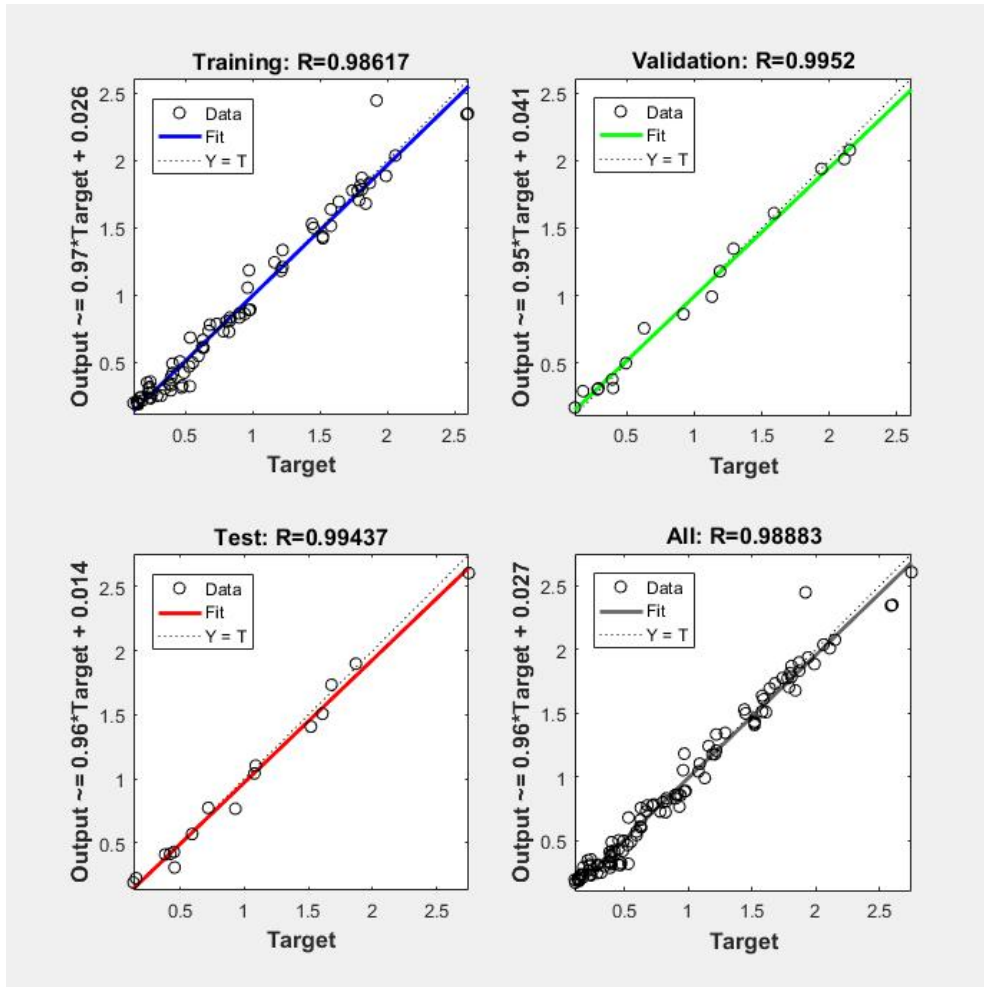 Training: R=0.98617
Output ~= 0.97*Target + 0.026
2.5
2
1.5
1
0.5
Data
Fit
Y = T
0.5
1
1.5
2
2.5
Target
Validation: R=0.9952
Output ~= 0.95*Target + 0.041
2.5
2
1.5
1
0.5
Data
Fit
Y = T
0.5
1
1.5
2
2.5
Target
Test: R=0.99437
Output ~= 0.96*Target + 0.014
2.5
2
1.5
1
0.5
Data
Fit
Y = T
0.5
1
1.5
2
2.5
Target
All: R=0.98883
Output ~= 0.96*Target + 0.027
2.5
2
1.5
1
0.5
Data
Fit
Y = T
0.5
1
1.5
2
2.5
Target